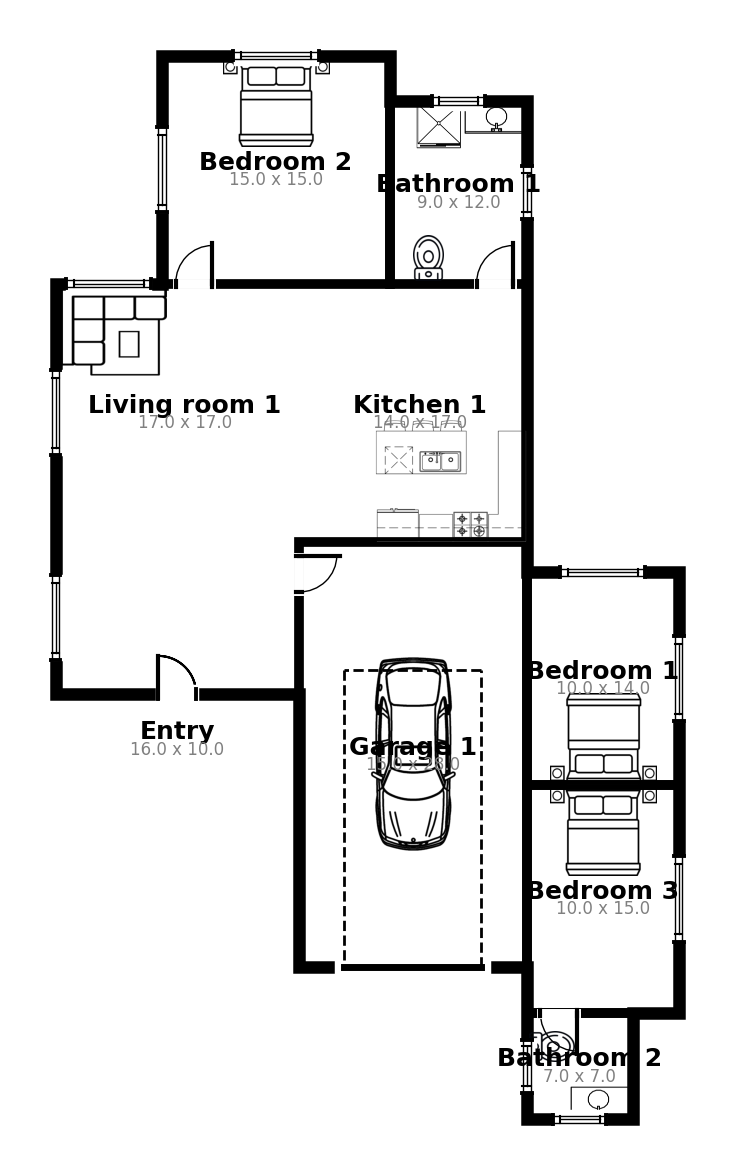 Bedroom 2
15.0 x 15.0
Bathroom 1
9.0 x 12.0
Living room 1
17.0 x 17.0
Kitchen 1
14.0 x 17.0
Bedroom 1
10.0 x 14.0
Entry
16.0 x 10.0
Garage 1
15.0 x 28.0
Bedroom 3
10.0 x 15.0
Bathroom 2
7.0 x 7.0